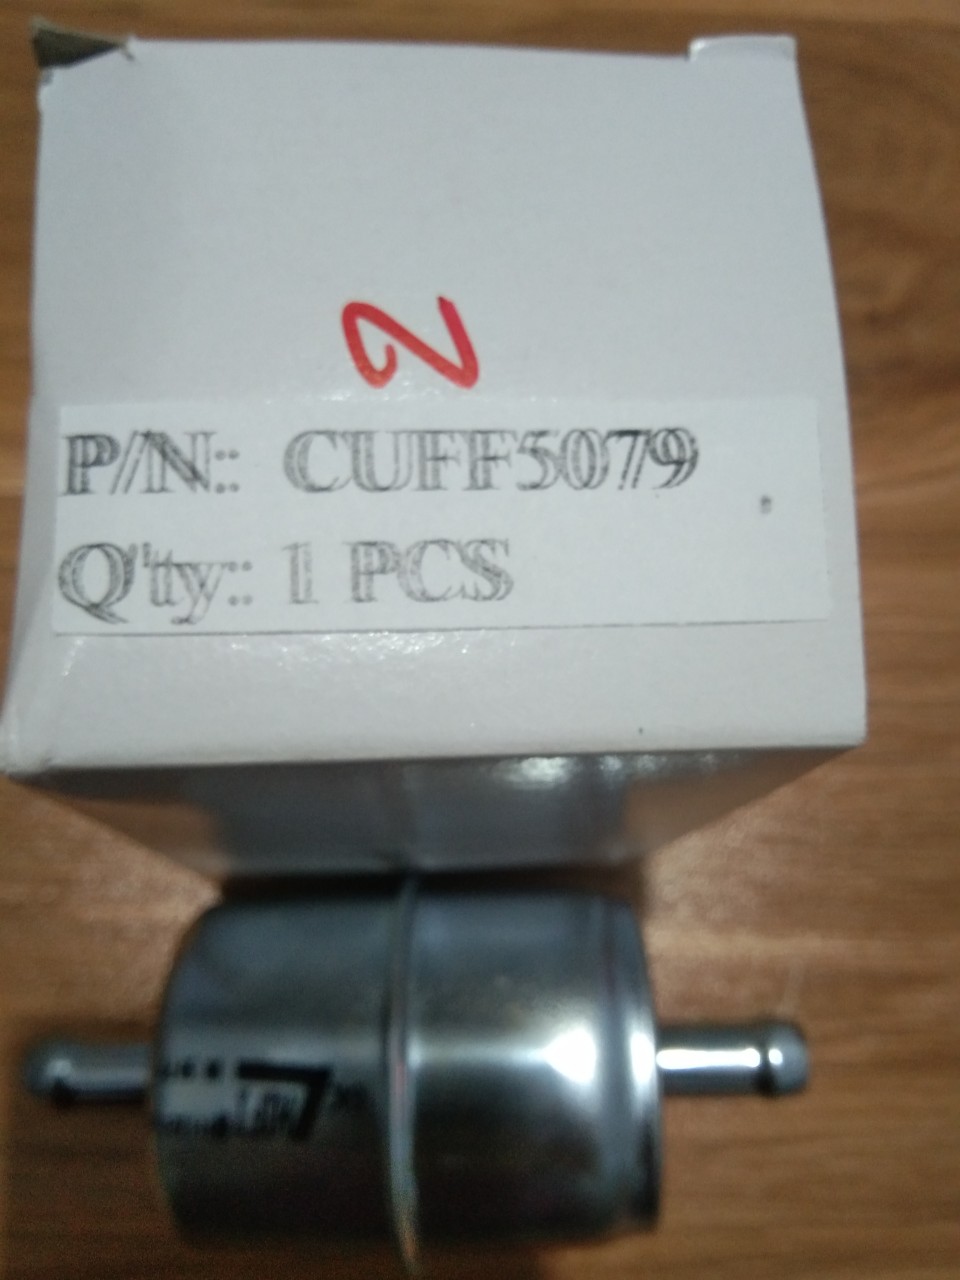 2
P/N: CUFF5079
Q'ty: 1 PCS